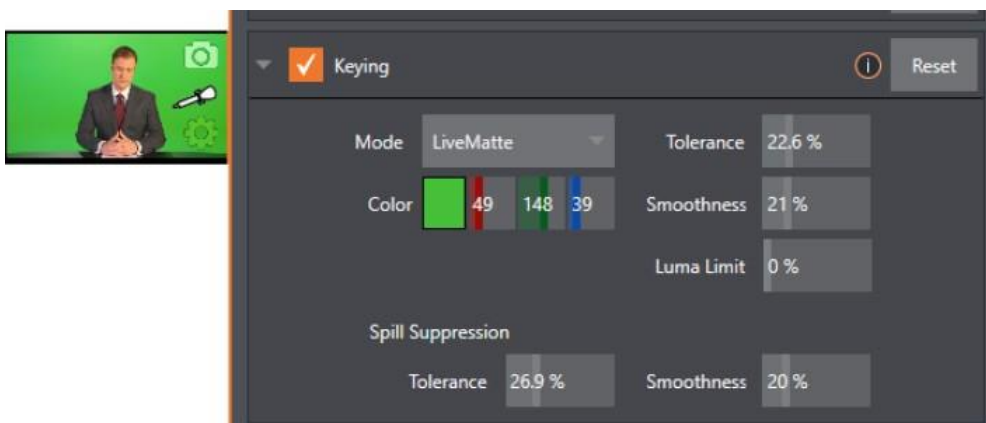 Keying
Reset
Mode LiveMatte Tolerance 22.6 %
Color 49 148 39 Smoothness 21 %
Luma Limit 0 %
Spill Suppression
Tolerance 26.9 % Smoothness 20 %